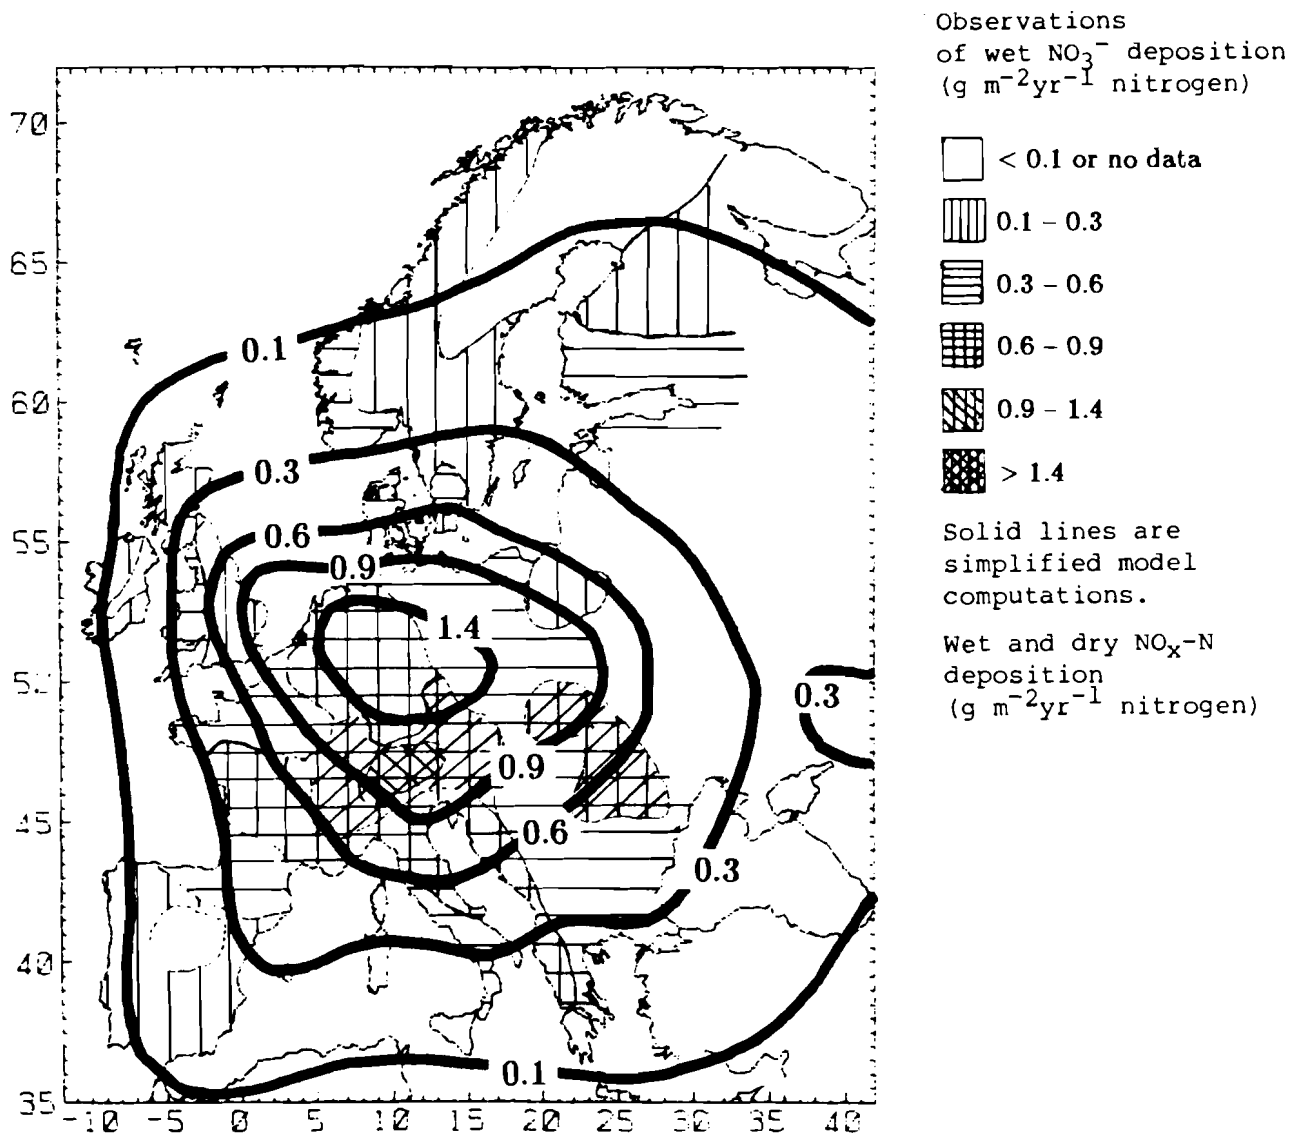 Observations
of wet NO₃⁻ deposition
(g m⁻²yr⁻¹ nitrogen)
< 0.1 or no data
0.1 – 0.3
0.3 – 0.6
0.6 – 0.9
0.9 – 1.4
> 1.4
Solid lines are
simplified model
computations.
Wet and dry NOₓ-N
deposition
(g m⁻²yr⁻¹ nitrogen)
70
65
60
55
45
40
35
0.1
0.3
0.6
0.9
1.4
0.3
0.9
0.6
0.3
0.1
-10 -5 0 5 10 15 20 25 30 35 40